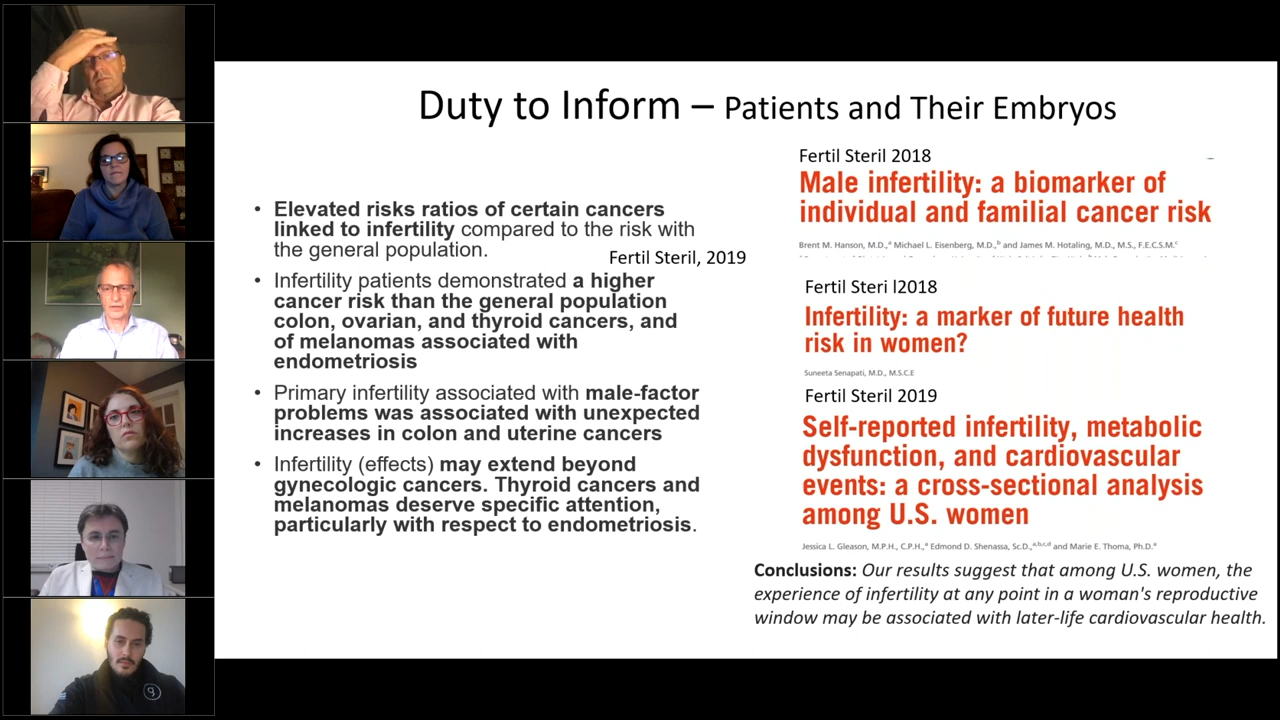 Duty to Inform – Patients and Their Embryos
• Elevated risks ratios of certain cancers
linked to infertility compared to the risk with
the general population.
Fertil Steril, 2019
• Infertility patients demonstrated a higher
cancer risk than the general population
colon, ovarian, and thyroid cancers, and
of melanomas associated with
endometriosis
• Primary infertility associated with male-factor
problems was associated with unexpected
increases in colon and uterine cancers
• Infertility (effects) may extend beyond
gynecologic cancers. Thyroid cancers and
melanomas deserve specific attention,
particularly with respect to endometriosis.
Fertil Steril 2018
Male infertility: a biomarker of
individual and familial cancer risk
Brent M. Hanson, M.D.,a Michael L. Eisenberg, M.D.,b and James M. Hotaling, M.D., M.S., F.E.C.S.M.c
Fertil Steri l2018
Infertility: a marker of future health
risk in women?
Suneeta Senapati, M.D., M.S.C.E
Fertil Steril 2019
Self-reported infertility, metabolic
dysfunction, and cardiovascular
events: a cross-sectional analysis
among U.S. women
Jessica L. Gleason, M.P.H., C.P.H.,a Edmond D. Shenassa, Sc.D.,a,b,c,d and Marie E. Thoma, Ph.D.a
Conclusions: Our results suggest that among U.S. women, the
experience of infertility at any point in a woman's reproductive
window may be associated with later-life cardiovascular health.